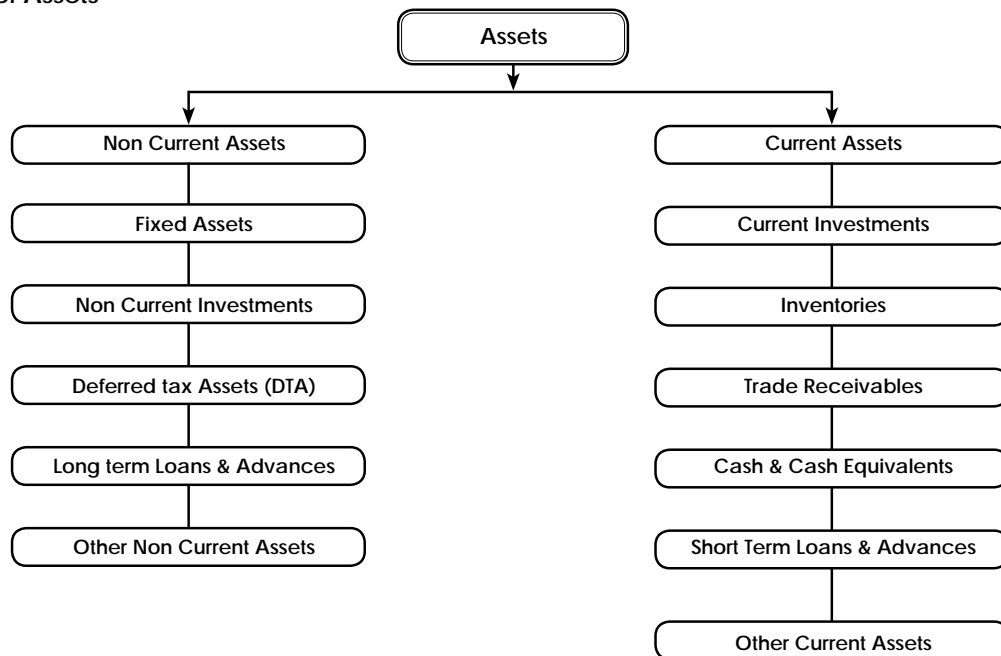 Assets
Non Current Assets
Fixed Assets
Non Current Investments
Deferred tax Assets (DTA)
Long term Loans & Advances
Other Non Current Assets
Current Assets
Current Investments
Inventories
Trade Receivables
Cash & Cash Equivalents
Short Term Loans & Advances
Other Current Assets